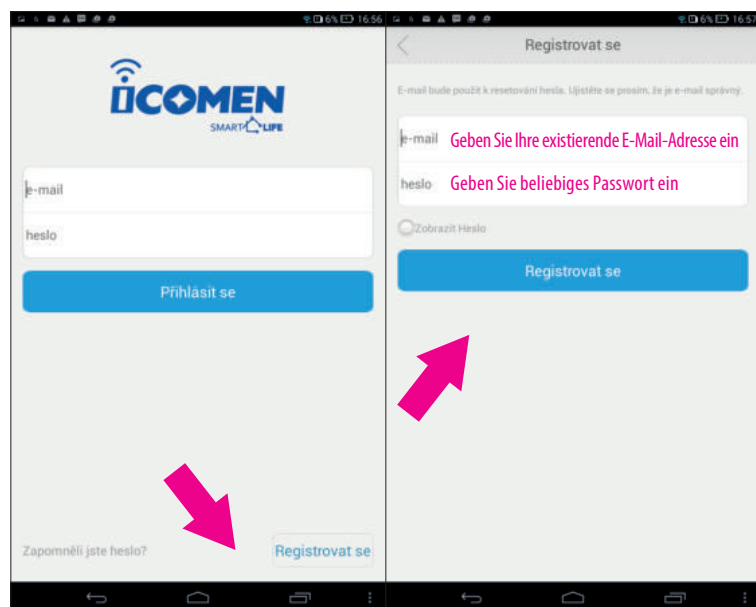 6% 16:56
iCOMEN
SMART LIFE
e-mail
heslo
Přihlásit se
Zapomněli jste heslo?
Registrovat se
6% 16:57
Registrovat se
E-mail bude použit k resetování hesla. Ujistěte se prosím, že je e-mail správný.
e-mail Geben Sie Ihre existierende E-Mail-Adresse ein
heslo Geben Sie beliebiges Passwort ein
Zobrazit Heslo
Registrovat se